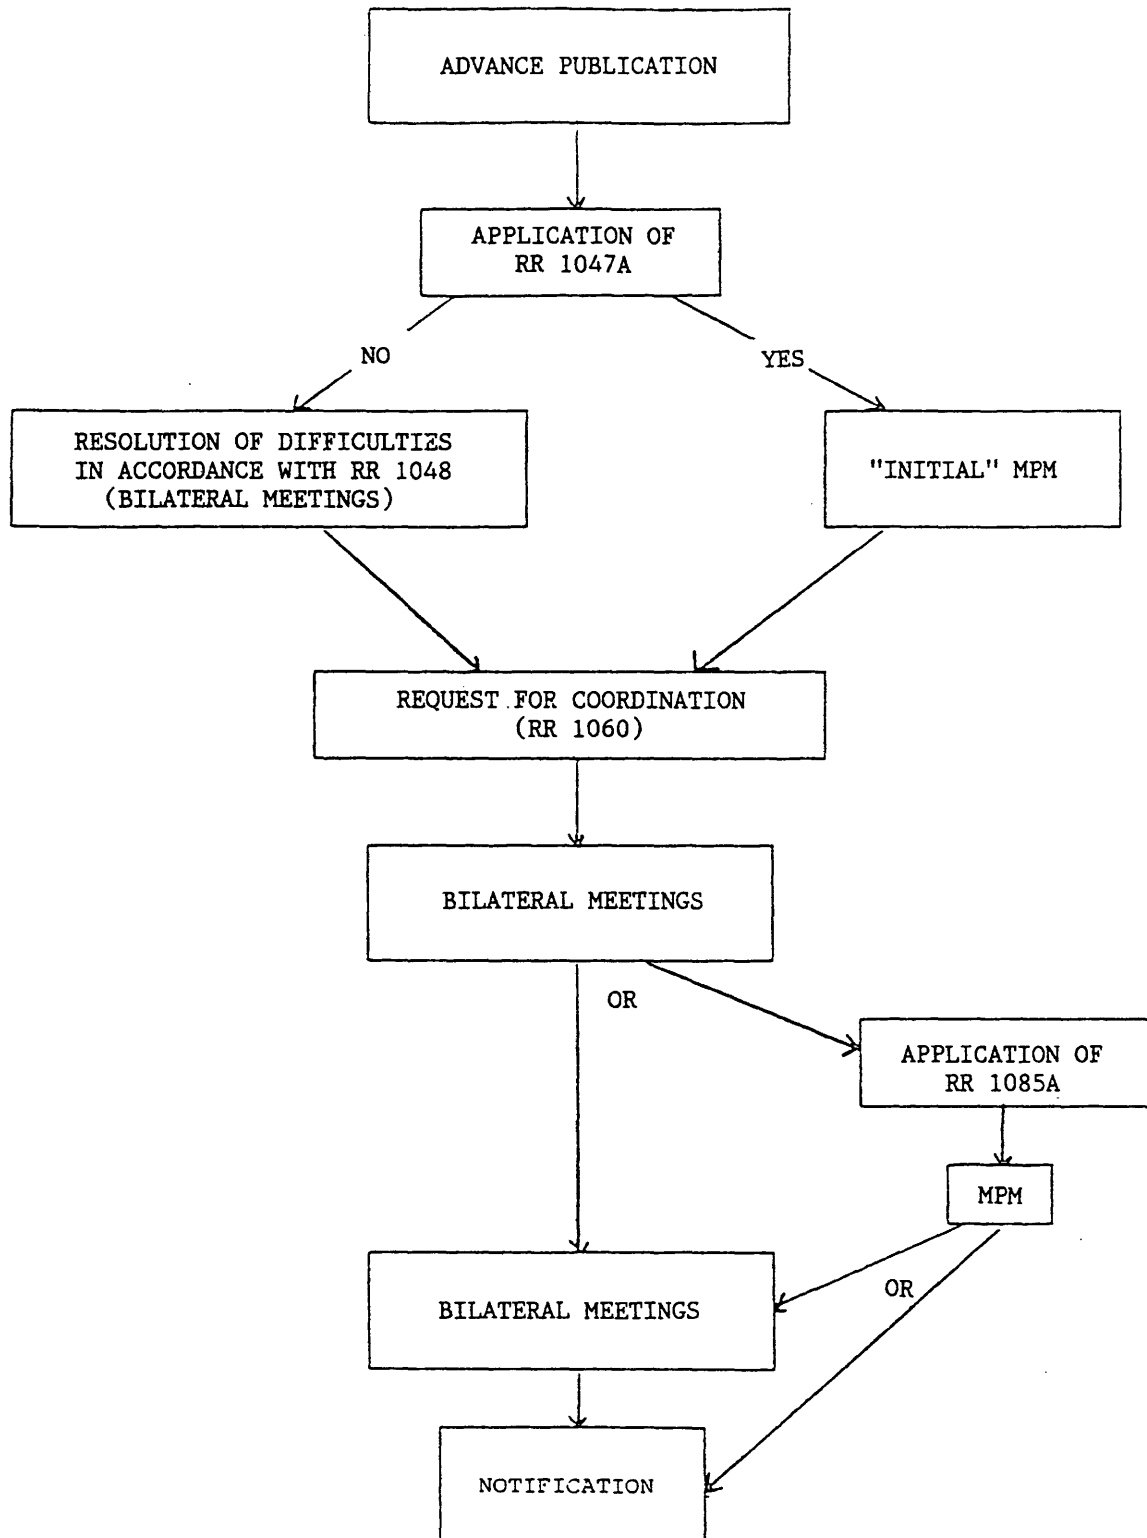 ADVANCE PUBLICATION
APPLICATION OF
RR 1047A
NO
YES
RESOLUTION OF DIFFICULTIES
IN ACCORDANCE WITH RR 1048
(BILATERAL MEETINGS)
"INITIAL" MPM
REQUEST FOR COORDINATION
(RR 1060)
BILATERAL MEETINGS
OR
APPLICATION OF
RR 1085A
MPM
OR
BILATERAL MEETINGS
NOTIFICATION